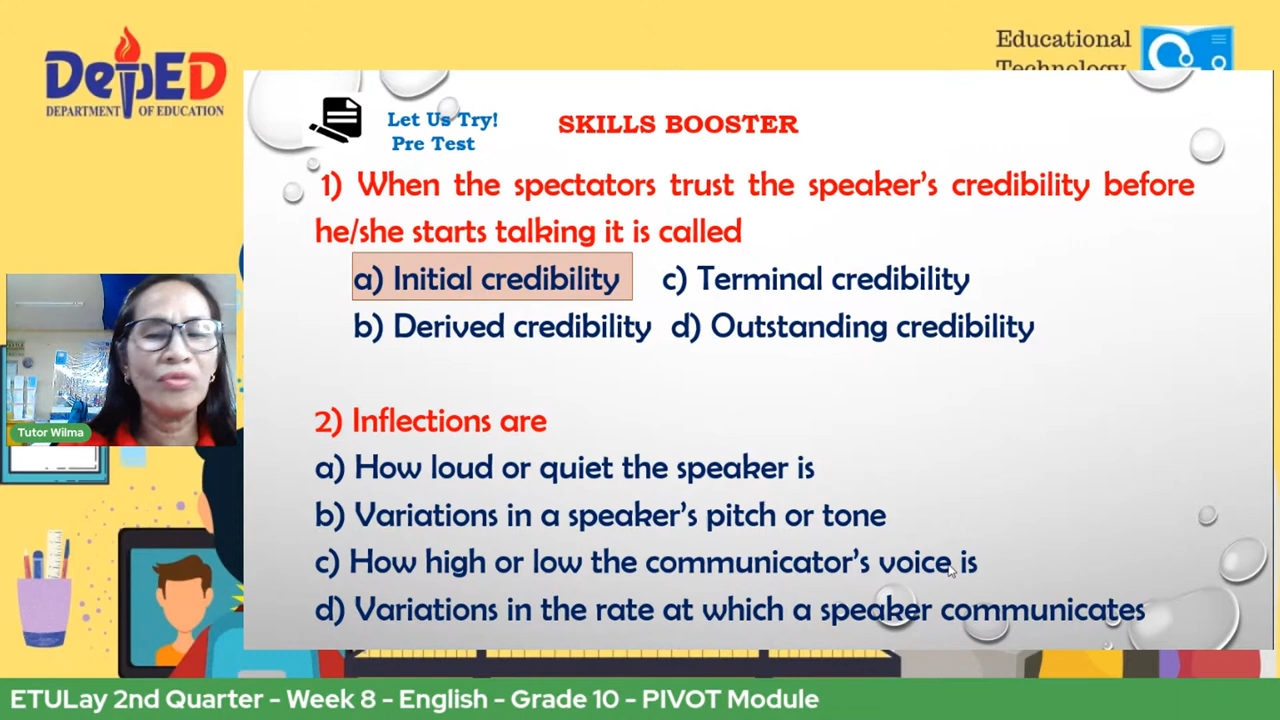 DepED
DEPARTMENT OF EDUCATION
Educational
Technology
Let Us Try!
Pre Test
SKILLS BOOSTER
1) When the spectators trust the speaker's credibility before
he/she starts talking it is called
a) Initial credibility c) Terminal credibility
b) Derived credibility d) Outstanding credibility
2) Inflections are
a) How loud or quiet the speaker is
b) Variations in a speaker's pitch or tone
c) How high or low the communicator's voice is
d) Variations in the rate at which a speaker communicates
Tutor Wilma
ETULay 2nd Quarter - Week 8 - English - Grade 10 - PIVOT Module